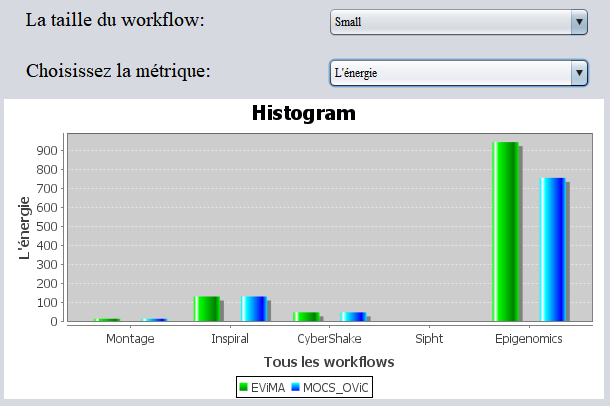 La taille du workflow: Small
Choisissez la métrique: L'énergie
Histogram
900
800
700
600
500
400
300
200
100
0
L'énergie
Montage Inspiral CyberShake Sipht Epigenomics
Tous les workflows
EViMA MOCS_OViC